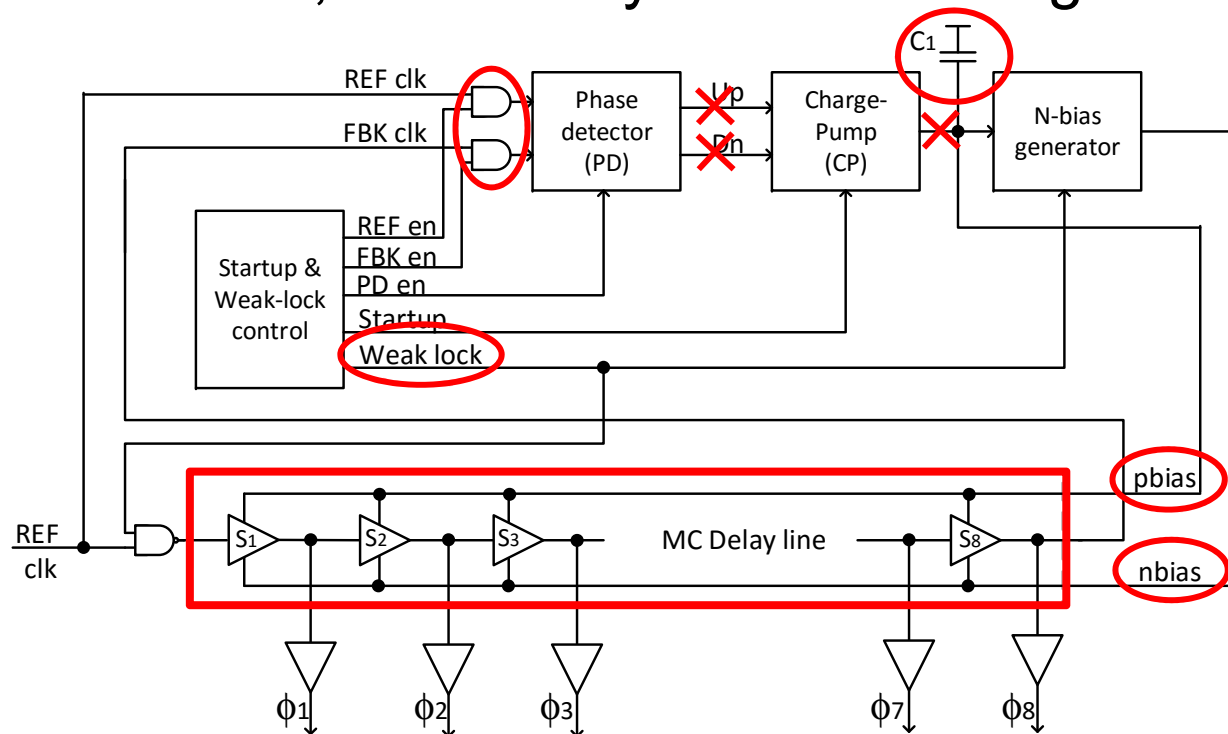 C1
REF clk
FBK clk
Phase detector (PD)
Up
Dn
Charge-Pump (CP)
N-bias generator
Startup & Weak-lock control
REF en
FBK en
PD en
Startup
Weak lock
pbias
REF clk
S1
S2
S3
MC Delay line
S8
nbias
ϕ1
ϕ2
ϕ3
ϕ7
ϕ8